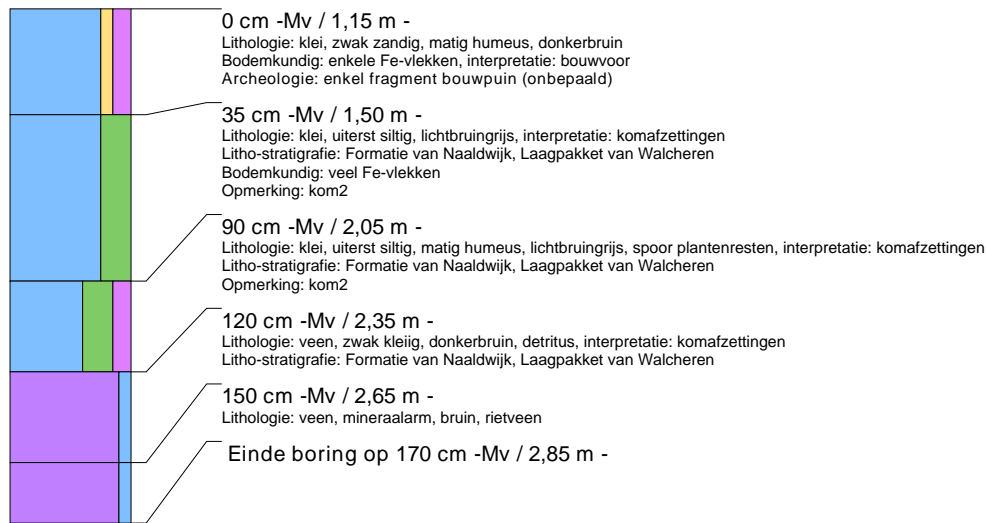 0 cm -Mv / 1,15 m -
Lithologie: klei, zwak zandig, matig humeus, donkerbruin
Bodemkundig: enkele Fe-vlekken, interpretatie: bouwvoor
Archeologie: enkel fragment bouwpuin (onbepaald)
35 cm -Mv / 1,50 m -
Lithologie: klei, uiterst siltig, lichtbruingrijs, interpretatie: komafzettingen
Litho-stratigrafie: Formatie van Naaldwijk, Laagpakket van Walcheren
Bodemkundig: veel Fe-vlekken
Opmerking: kom2
90 cm -Mv / 2,05 m -
Lithologie: klei, uiterst siltig, matig humeus, lichtbruingrijs, spoor plantenresten, interpretatie: komafzettingen
Litho-stratigrafie: Formatie van Naaldwijk, Laagpakket van Walcheren
Opmerking: kom2
120 cm -Mv / 2,35 m -
Lithologie: veen, zwak kleiig, donkerbruin, detritus, interpretatie: komafzettingen
Litho-stratigrafie: Formatie van Naaldwijk, Laagpakket van Walcheren
150 cm -Mv / 2,65 m -
Lithologie: veen, mineraalarm, bruin, rietveen
Einde boring op 170 cm -Mv / 2,85 m -